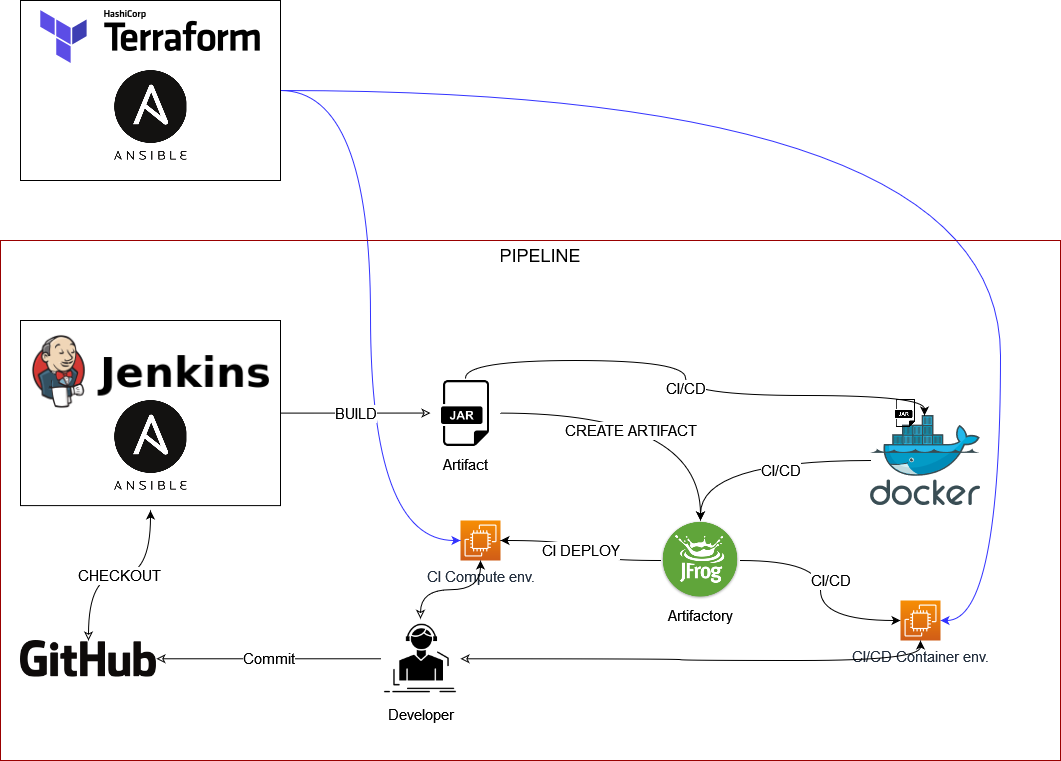 HashiCorp
Terraform
ANSIBLE
PIPELINE
Jenkins
ANSIBLE
BUILD
JAR
Artifact
CI/CD
CREATE ARTIFACT
JAR
docker
CI/CD
CHECKOUT
CI DEPLOY
CI Compute env.
JFrog
Artifactory
CI/CD
CI/CD Container env.
GitHub
Commit
Developer